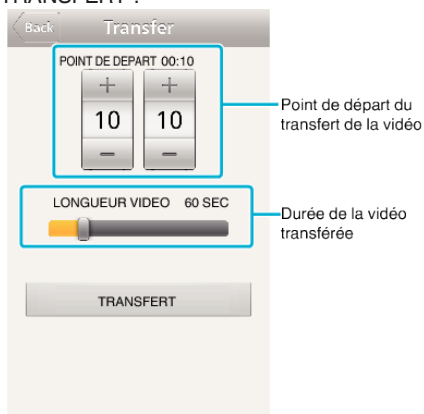 TRANSFERT".
Back Transfer
POINT DE DEPART 00:10
10 10
Point de départ du
transfert de la vidéo
LONGUEUR VIDEO 60 SEC
Durée de la vidéo
transférée
TRANSFERT